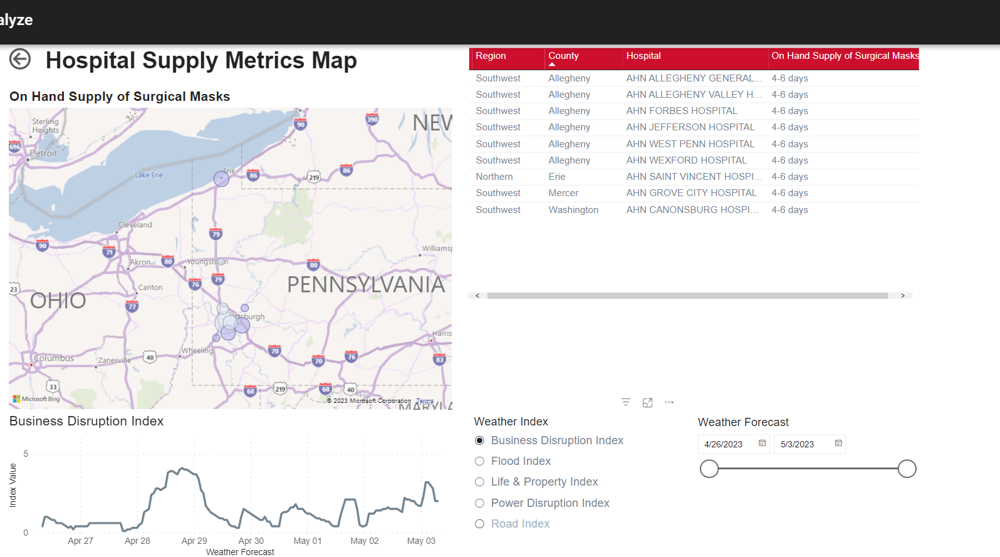 alyze
Hospital Supply Metrics Map
On Hand Supply of Surgical Masks
Sterling
Heights
696
Detroit
Lake Erie
Erie
90
390
NEW
86
219
86
Cleveland
90
71
79
Akron
80
Youngstown
80
Williamsp
76
79
23
Canton
OHIO
77
PENNSYLVANIA
ttsburgh
Harris
Wheeling
70
70
76
83
Columbus
Zanesville
40
33
68
219
68
40
MARYLA
Microsoft Bing
© 2023 Microsoft Corporation Terms
Region County Hospital On Hand Supply of Surgical Masks
Southwest Allegheny AHN ALLEGHENY GENERAL... 4-6 days
Southwest Allegheny AHN ALLEGHENY VALLEY H... 4-6 days
Southwest Allegheny AHN FORBES HOSPITAL 4-6 days
Southwest Allegheny AHN JEFFERSON HOSPITAL 4-6 days
Southwest Allegheny AHN WEST PENN HOSPITAL 4-6 days
Southwest Allegheny AHN WEXFORD HOSPITAL 4-6 days
Northern Erie AHN SAINT VINCENT HOSPI... 4-6 days
Southwest Mercer AHN GROVE CITY HOSPITAL 4-6 days
Southwest Washington AHN CANONSBURG HOSPI... 4-6 days
Business Disruption Index
Index Value
5
0
Apr 27 Apr 28 Apr 29 Apr 30 May 01 May 02 May 03
Weather Forecast
Weather Index
Business Disruption Index
Flood Index
Life & Property Index
Power Disruption Index
Road Index
Weather Forecast
4/26/2023 5/3/2023